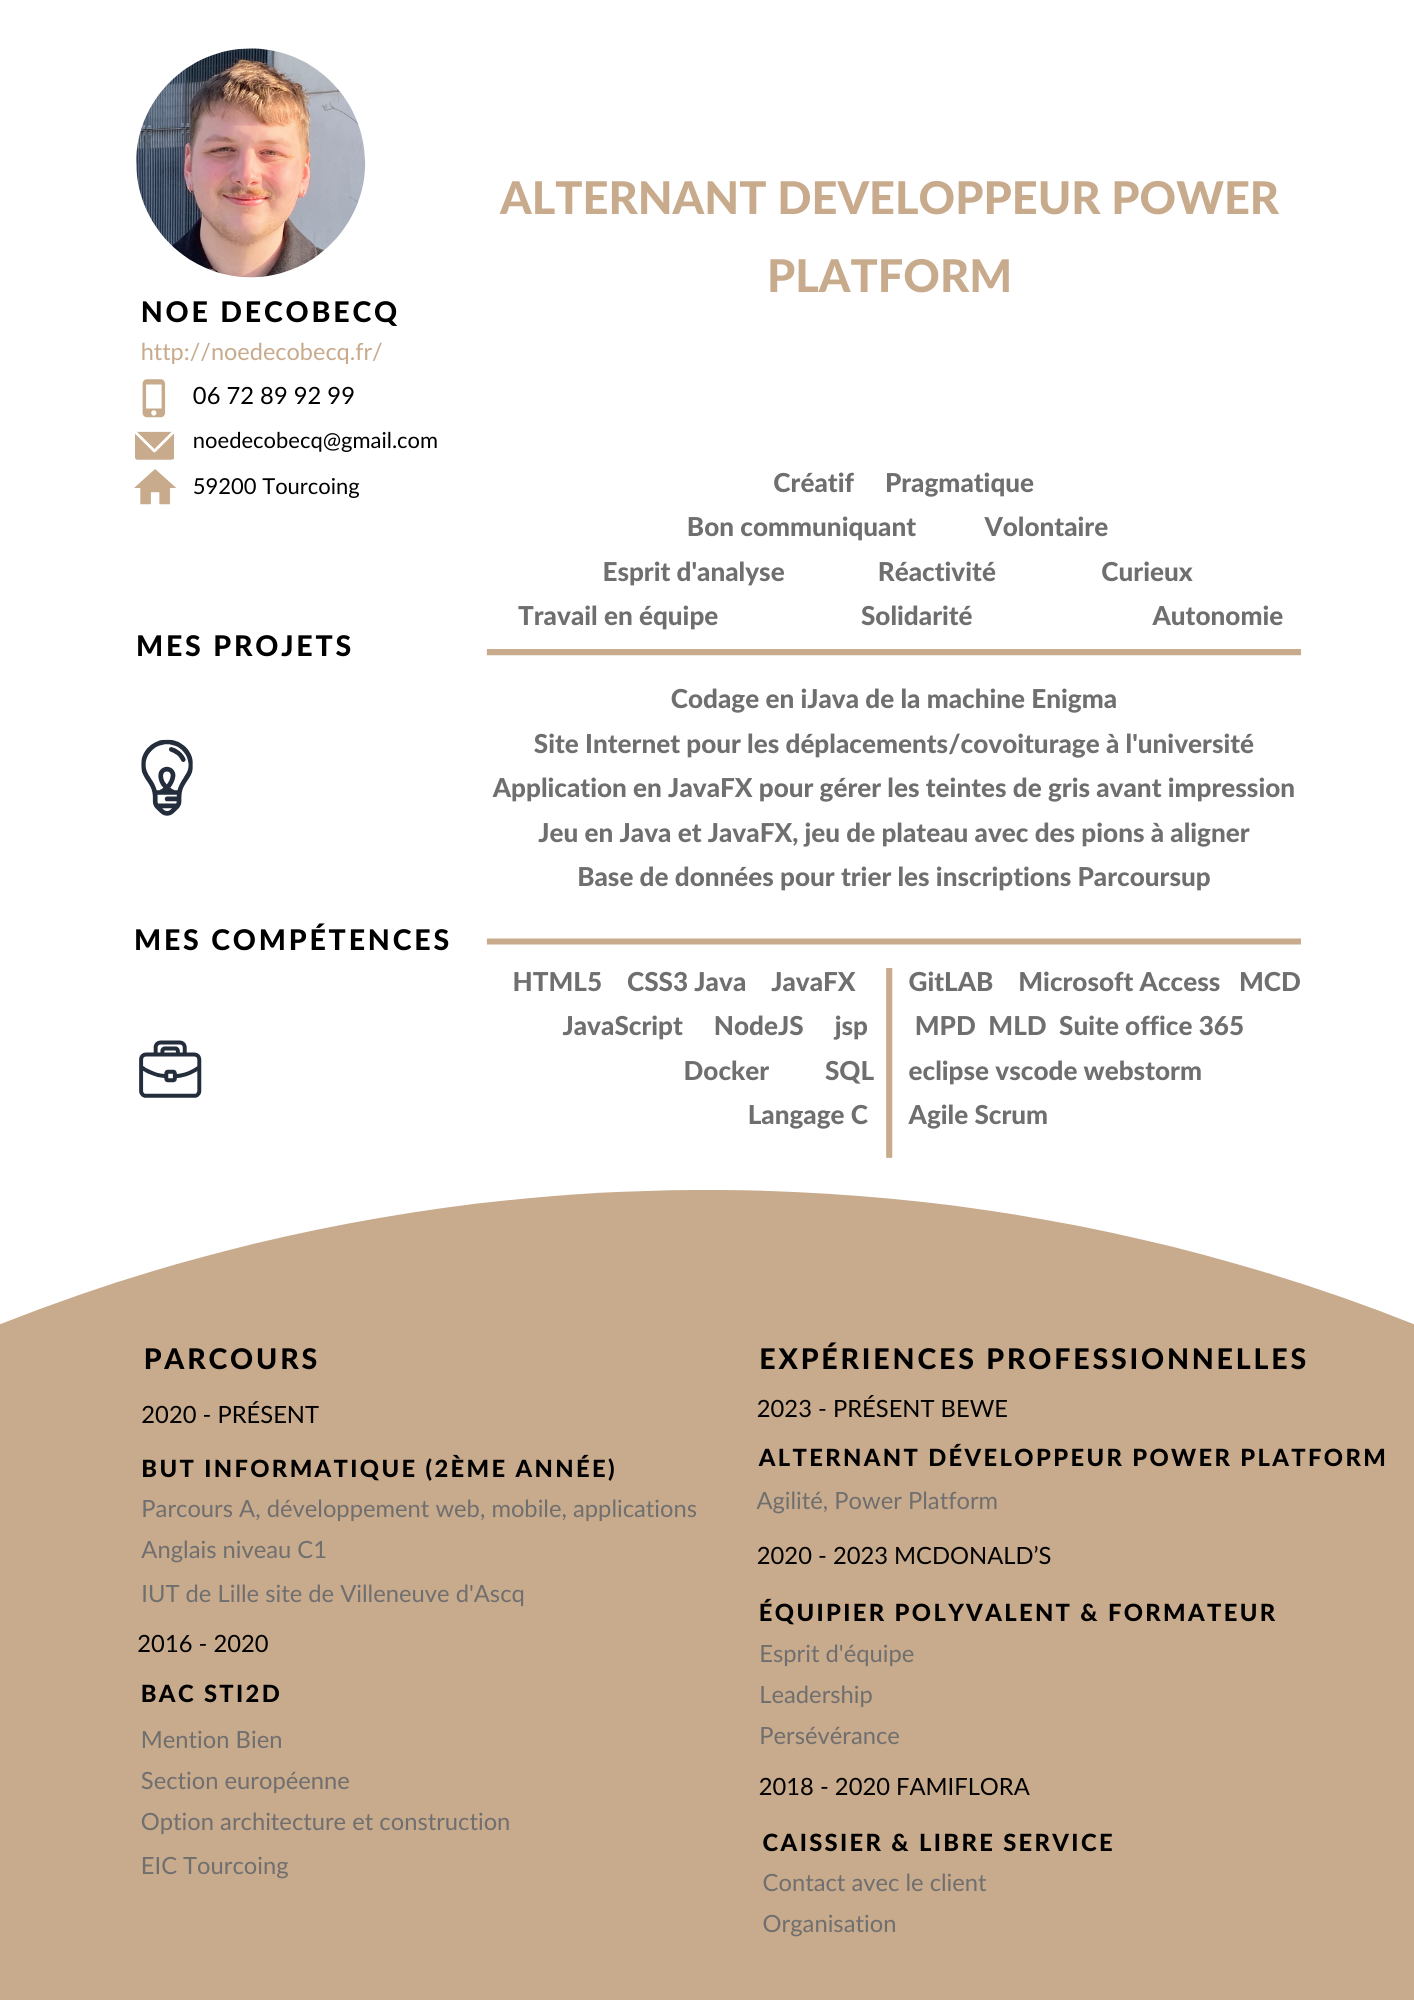 ALTERNANT DEVELOPPEUR POWER
PLATFORM
NOE DECOBECQ
http://noedecobecq.fr/
06 72 89 92 99
noedecobecq@gmail.com
59200 Tourcoing
Créatif Pragmatique
Bon communiquant Volontaire
Esprit d'analyse Réactivité Curieux
Travail en équipe Solidarité Autonomie
MES PROJETS
Codage en iJava de la machine Enigma
Site Internet pour les déplacements/covoiturage à l'université
Application en JavaFX pour gérer les teintes de gris avant impression
Jeu en Java et JavaFX, jeu de plateau avec des pions à aligner
Base de données pour trier les inscriptions Parcoursup
MES COMPÉTENCES
HTML5 CSS3 Java JavaFX
JavaScript NodeJS jsp
Docker SQL
Langage C
GitLAB Microsoft Access MCD
MPD MLD Suite office 365
eclipse vscode webstorm
Agile Scrum
PARCOURS
2020 - PRÉSENT
BUT INFORMATIQUE (2ÈME ANNÉE)
Parcours A, développement web, mobile, applications
Anglais niveau C1
IUT de Lille site de Villeneuve d'Ascq
2016 - 2020
BAC STI2D
Mention Bien
Section européenne
Option architecture et construction
EIC Tourcoing
EXPÉRIENCES PROFESSIONNELLES
2023 - PRÉSENT BEWE
ALTERNANT DÉVELOPPEUR POWER PLATFORM
Agilité, Power Platform
2020 - 2023 MCDONALD’S
ÉQUIPIER POLYVALENT & FORMATEUR
Esprit d'équipe
Leadership
Persévérance
2018 - 2020 FAMIFLORA
CAISSIER & LIBRE SERVICE
Contact avec le client
Organisation